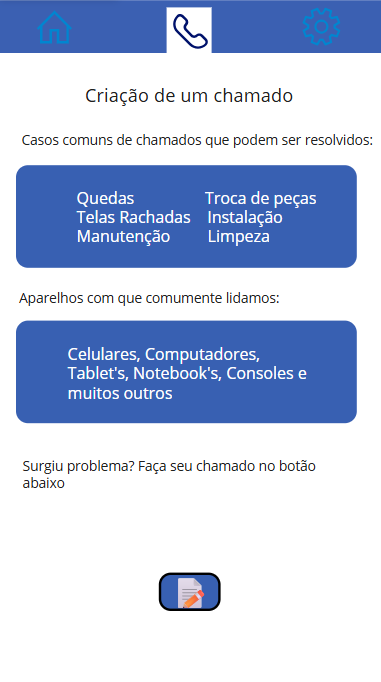 Criação de um chamado
Casos comuns de chamados que podem ser resolvidos:
Quedas Troca de peças
Telas Rachadas Instalação
Manutenção Limpeza
Aparelhos com que comumente lidamos:
Celulares, Computadores,
Tablet's, Notebook's, Consoles e
muitos outros
Surgiu problema? Faça seu chamado no botão
abaixo